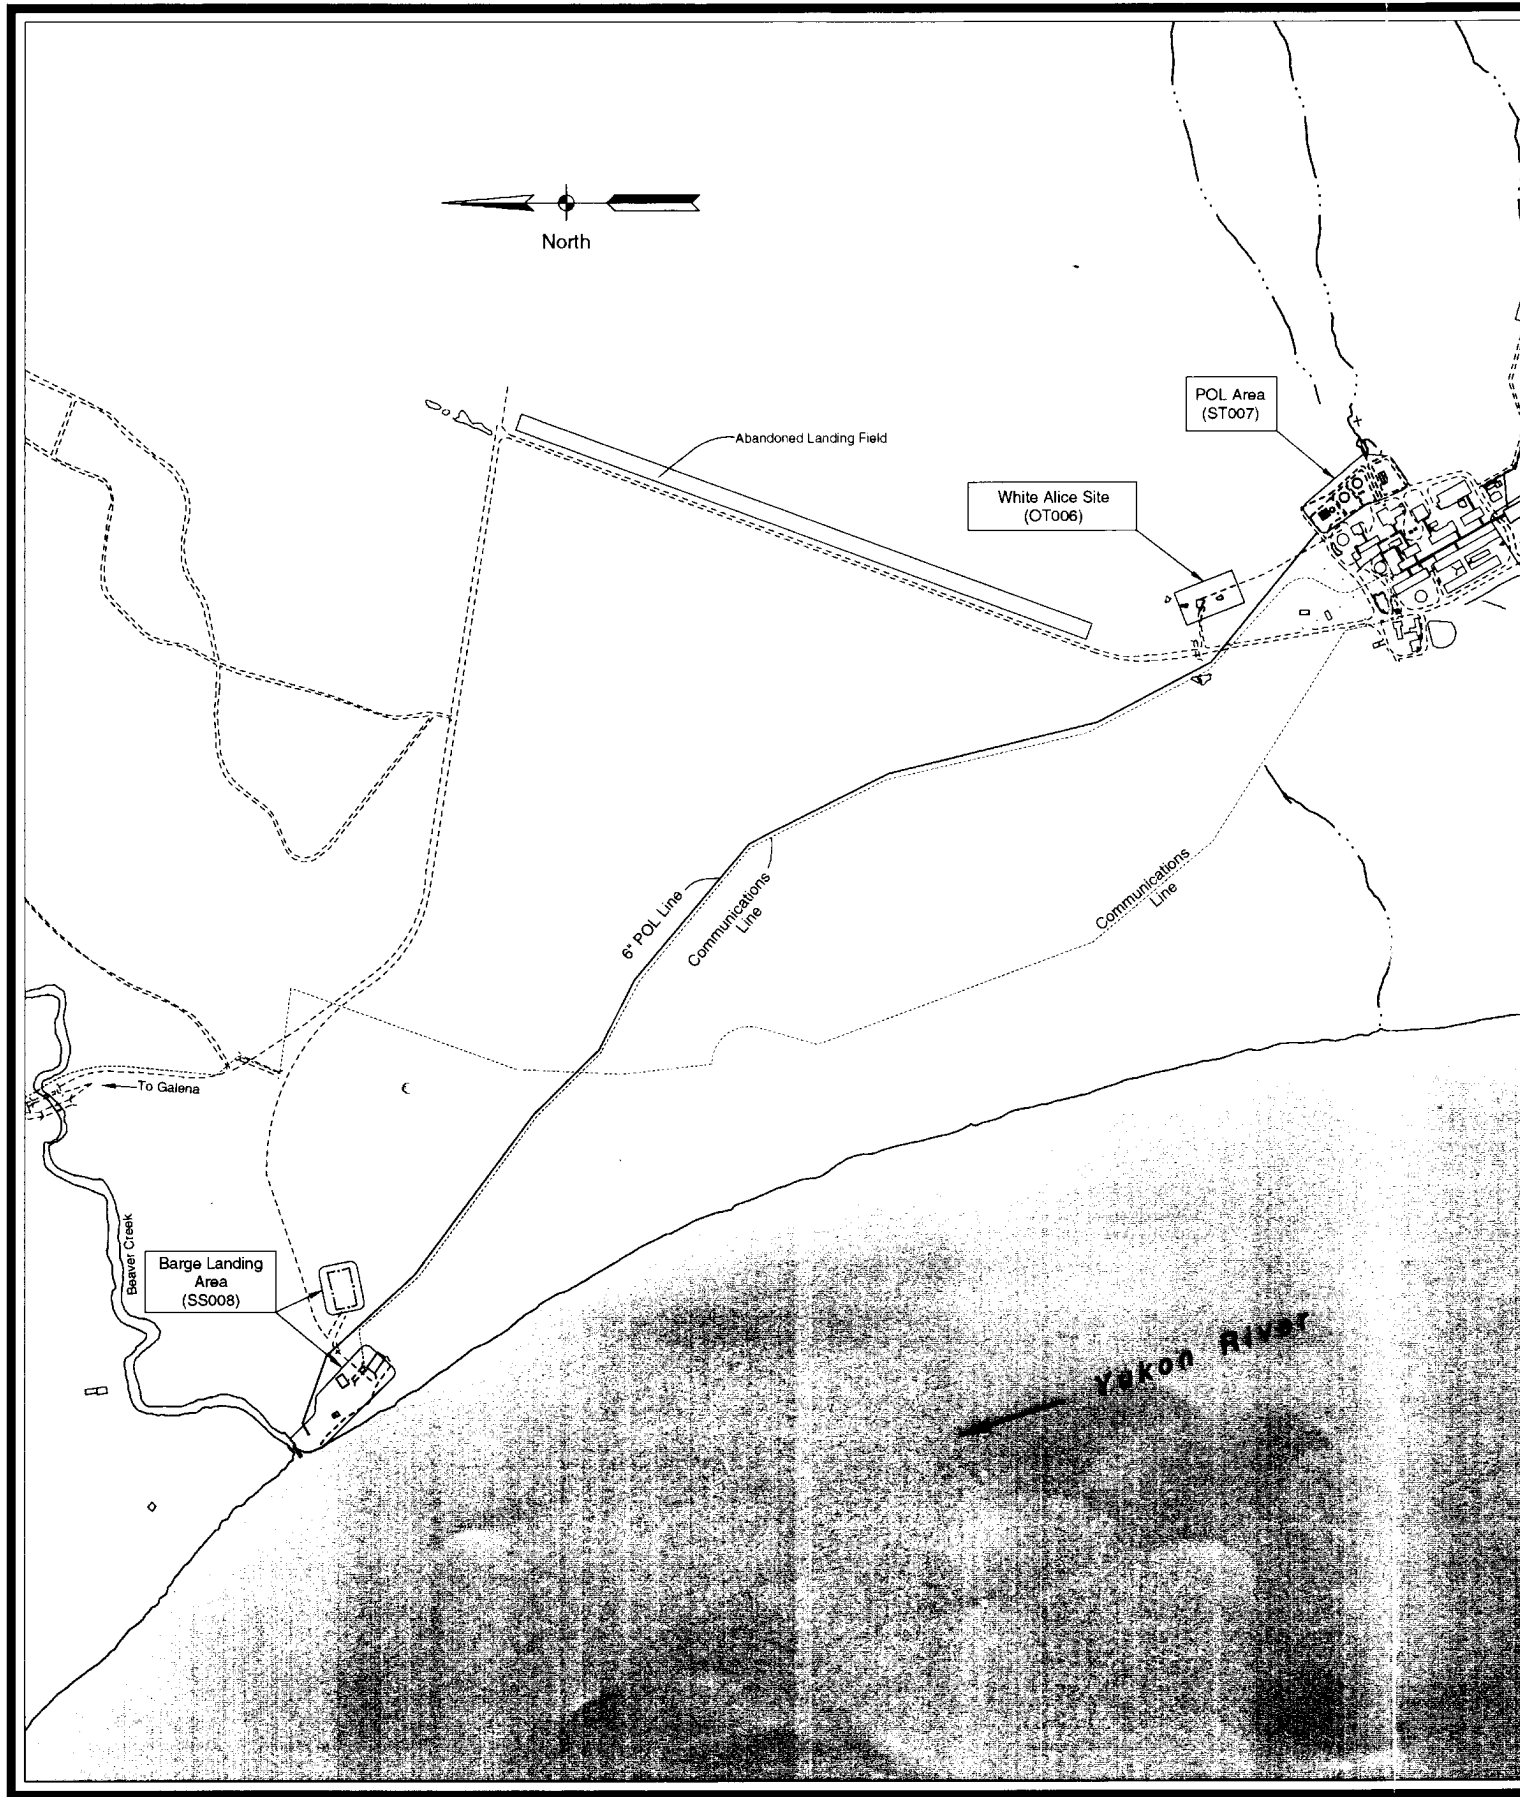 North
POL Area
(ST007)
Abandoned Landing Field
White Alice Site
(OT006)
6" POL Line
Communications
Line
Communications
Line
To Galena
Beaver Creek
Barge Landing
Area
(SS008)
Yukon River